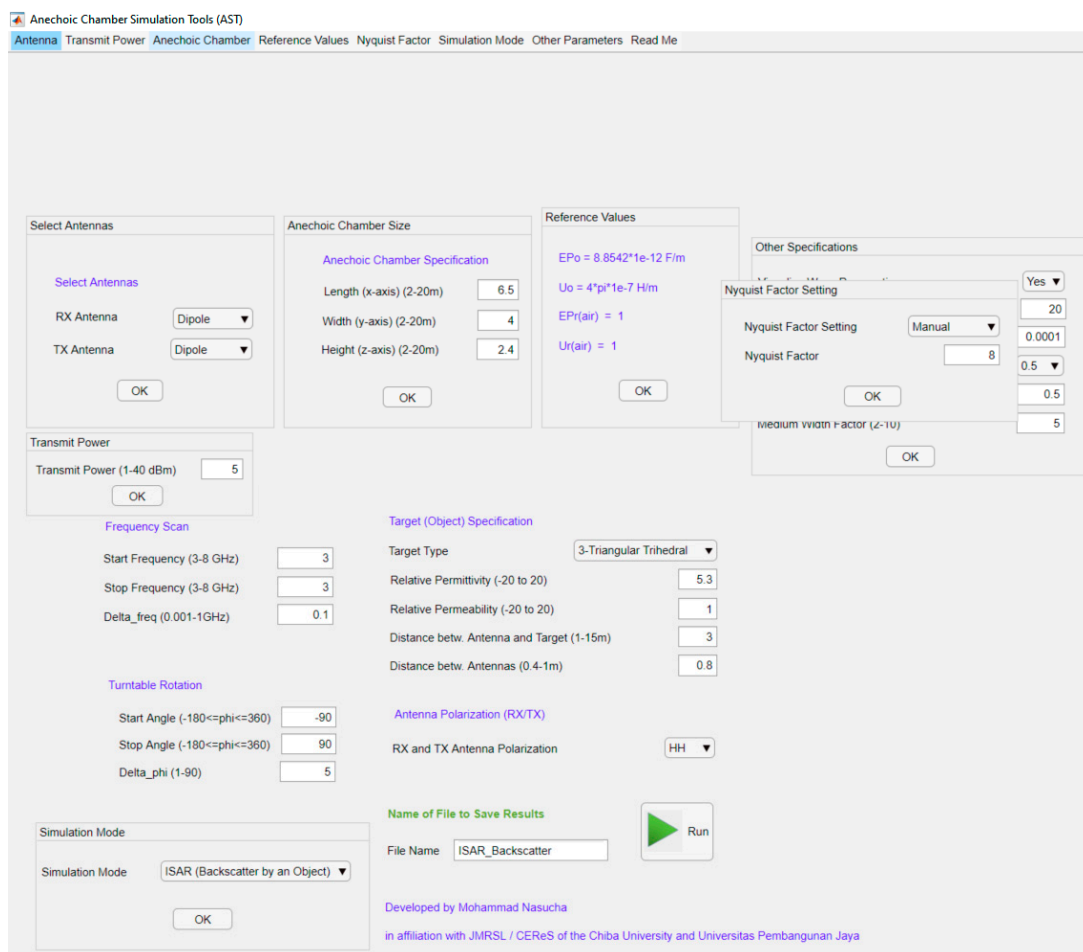 Anechoic Chamber Simulation Tools (AST)
Antenna Transmit Power Anechoic Chamber Reference Values Nyquist Factor Simulation Mode Other Parameters Read Me
Select Antennas
Select Antennas
RX Antenna Dipole
TX Antenna Dipole
OK
Anechoic Chamber Size
Anechoic Chamber Specification
Length (x-axis) (2-20m) 6.5
Width (y-axis) (2-20m) 4
Height (z-axis) (2-20m) 2.4
OK
Reference Values
EPo = 8.8542*1e-12 F/m
Uo = 4*pi*1e-7 H/m
EPr(air) = 1
Ur(air) = 1
OK
Other Specifications
Yes
20
0.0001
0.5
0.5
Medium Width Factor (2-10) 5
OK
Nyquist Factor Setting
Nyquist Factor Setting Manual
Nyquist Factor 8
OK
Transmit Power
Transmit Power (1-40 dBm) 5
OK
Frequency Scan
Start Frequency (3-8 GHz) 3
Stop Frequency (3-8 GHz) 3
Delta_freq (0.001-1GHz) 0.1
Target (Object) Specification
Target Type 3-Triangular Trihedral
Relative Permittivity (-20 to 20) 5.3
Relative Permeability (-20 to 20) 1
Distance betw. Antenna and Target (1-15m) 3
Distance betw. Antennas (0.4-1m) 0.8
Turntable Rotation
Start Angle (-180<=phi<=360) -90
Stop Angle (-180<=phi<=360) 90
Delta_phi (1-90) 5
Antenna Polarization (RX/TX)
RX and TX Antenna Polarization HH
Name of File to Save Results
File Name ISAR_Backscatter
Run
Simulation Mode
Simulation Mode ISAR (Backscatter by an Object)
OK
Developed by Mohammad Nasucha
in affiliation with JMRSL / CEReS of the Chiba University and Universitas Pembangunan Jaya